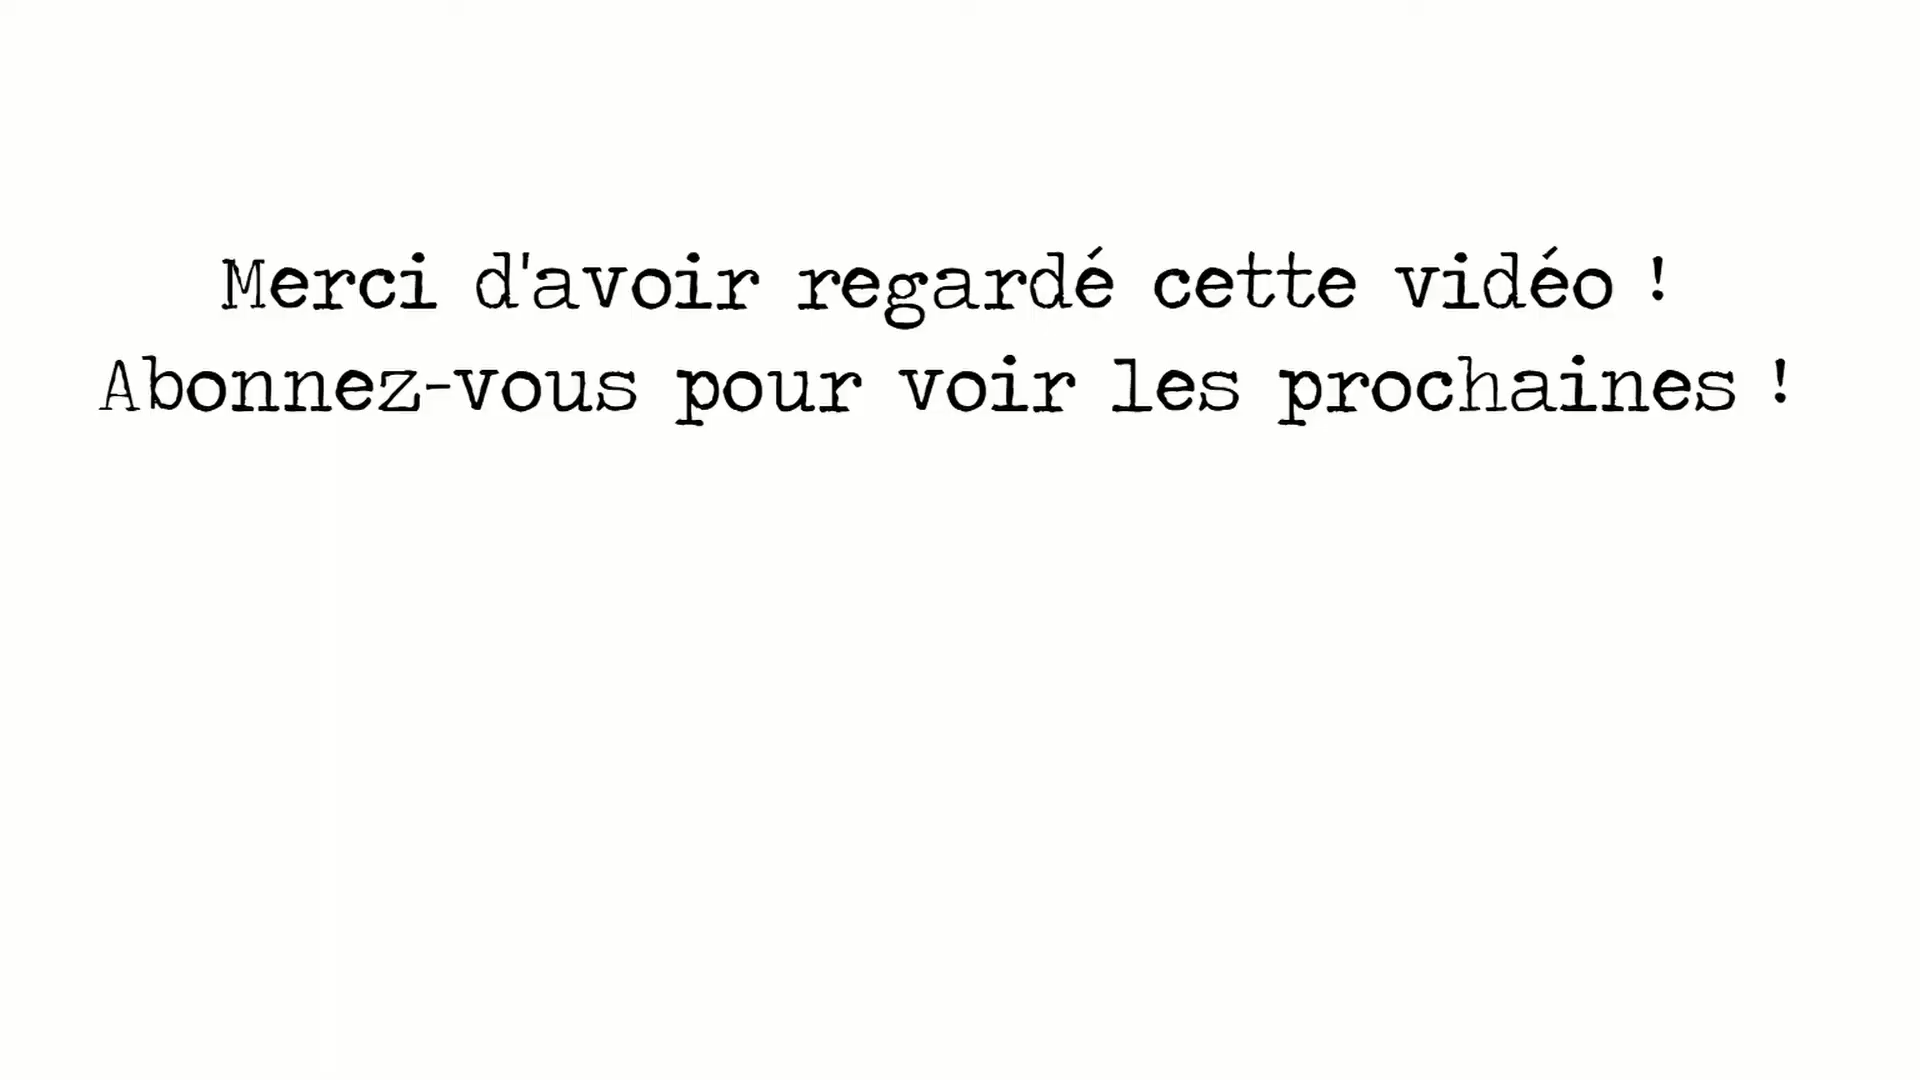 Merci d'avoir regardé cette vidéo !
Abonnez-vous pour voir les prochaines !